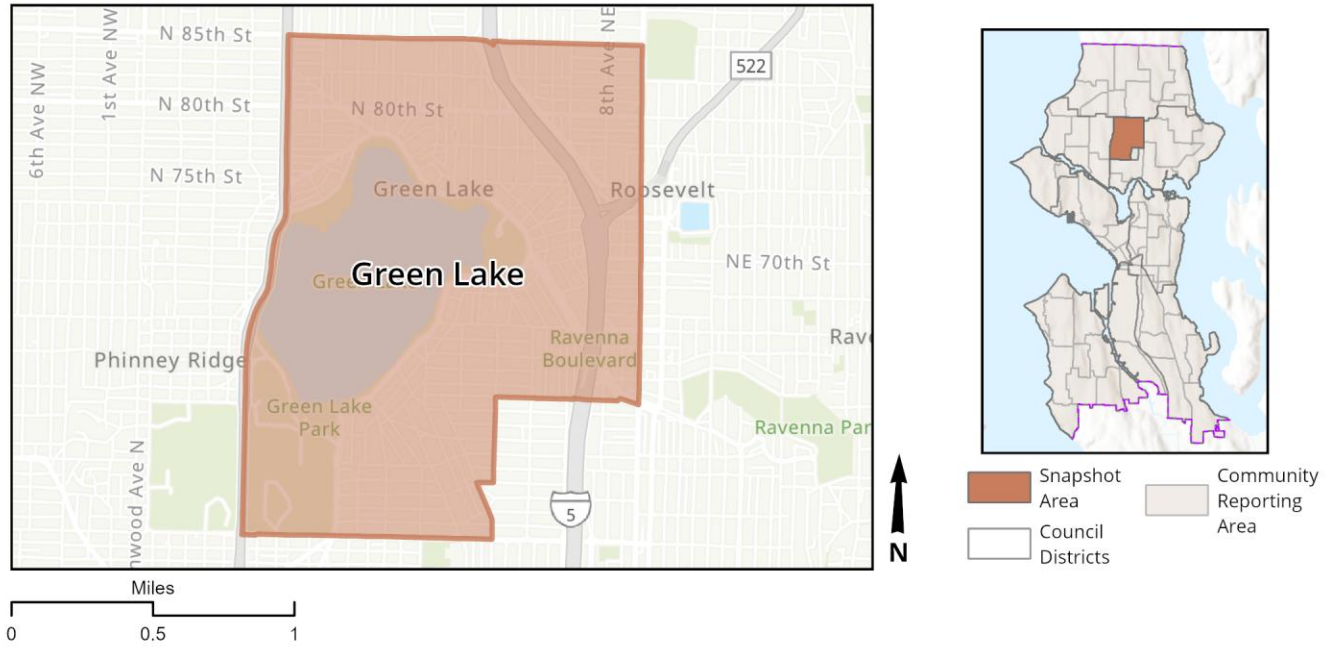 N 85th St
1st Ave NW
8th Ave NE
522
6th Ave NW
N 80th St
N 80th St
N 75th St
Green Lake
Roosevelt
NE 70th St
Green Lake
Ravenna
Boulevard
Phinney Ridge
Green Lake
Park
Ravenna Par
nwood Ave N
5
N
Miles
0 0.5 1
Snapshot
Area
Council
Districts
Community
Reporting
Area